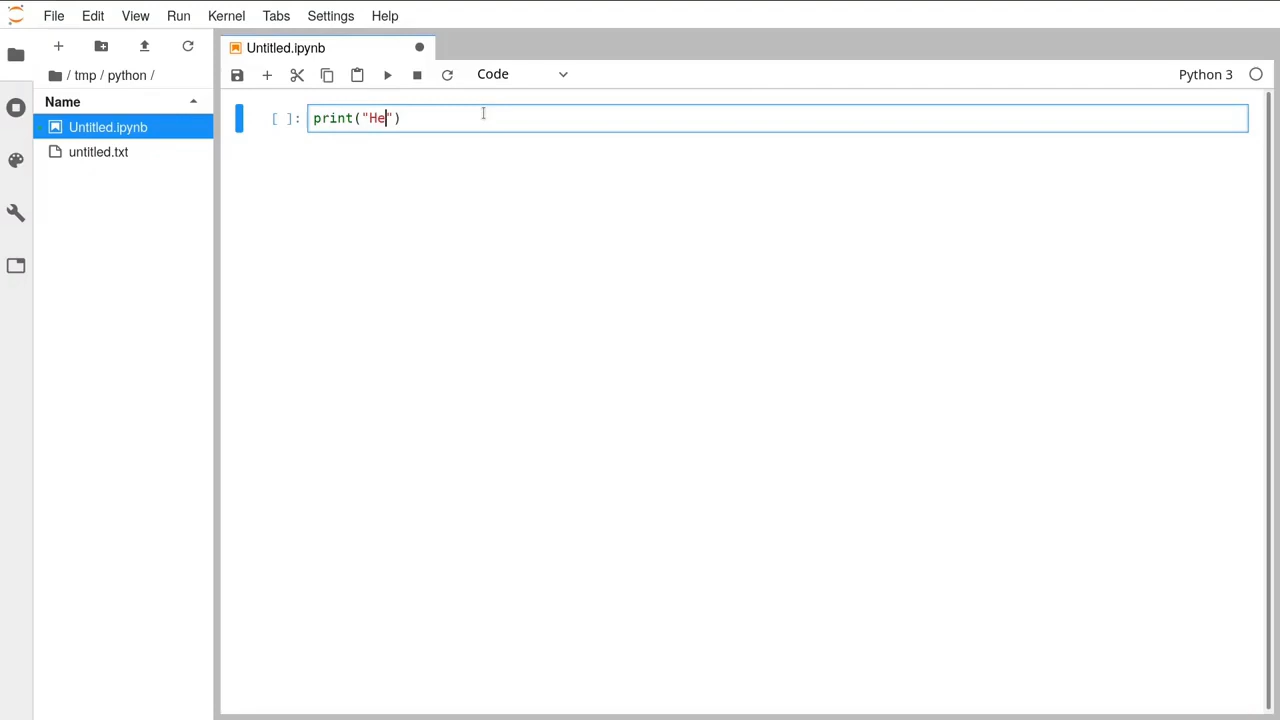 File Edit View Run Kernel Tabs Settings Help
Untitled.ipynb
Code
Python 3
/ tmp / python /
Name
Untitled.ipynb
untitled.txt
[ ]: print("He")